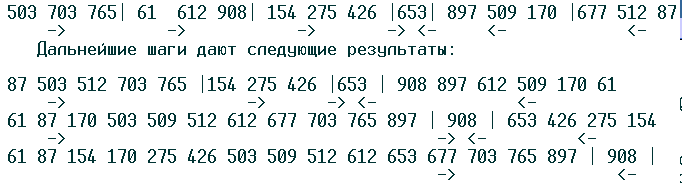 503 703 765| 61  612 908| 154 275 426 |653| 897 509 170 |677 512 87
-> -> -> -> <- <- <-
Дальнейшие шаги дают следующие результаты:
87 503 512 703 765 |154 275 426 |653 | 908 897 612 509 170 61
-> -> -> <- <-
61 87 170 503 509 512 612 677 703 765 897 | 908 | 653 426 275 154
-> -> <- <-
61 87 154 170 275 426 503 509 512 612 653 677 703 765 897 | 908 |
-> <-